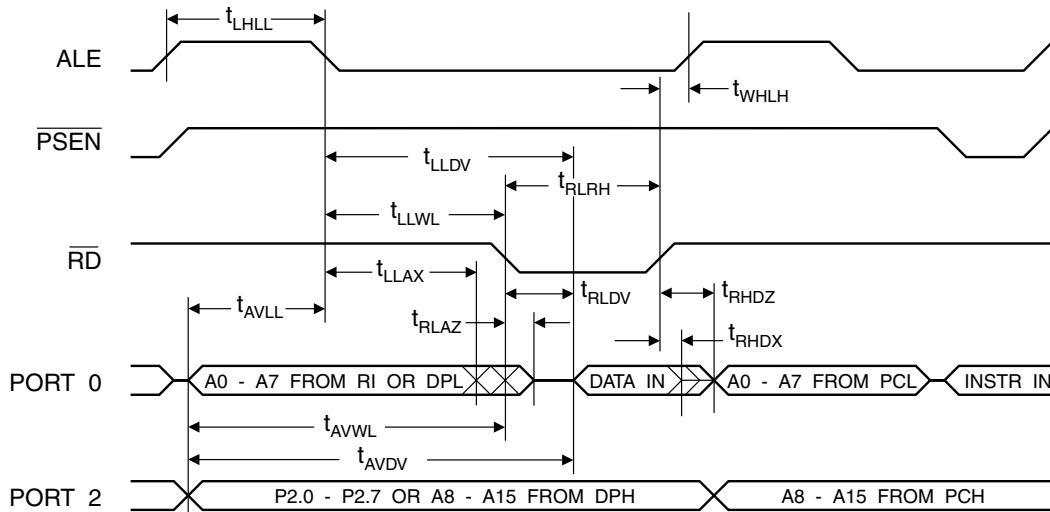 tLHLL
ALE
tWHLH
PSEN
tLLDV
tRLRH
tLLWL
RD
tLLAX
tRLDV
tRHDZ
tAVLL
tRLAZ
tRHDX
PORT 0
A0 - A7 FROM RI OR DPL
DATA IN
A0 - A7 FROM PCL
INSTR IN
tAVWL
tAVDV
PORT 2
P2.0 - P2.7 OR A8 - A15 FROM DPH
A8 - A15 FROM PCH